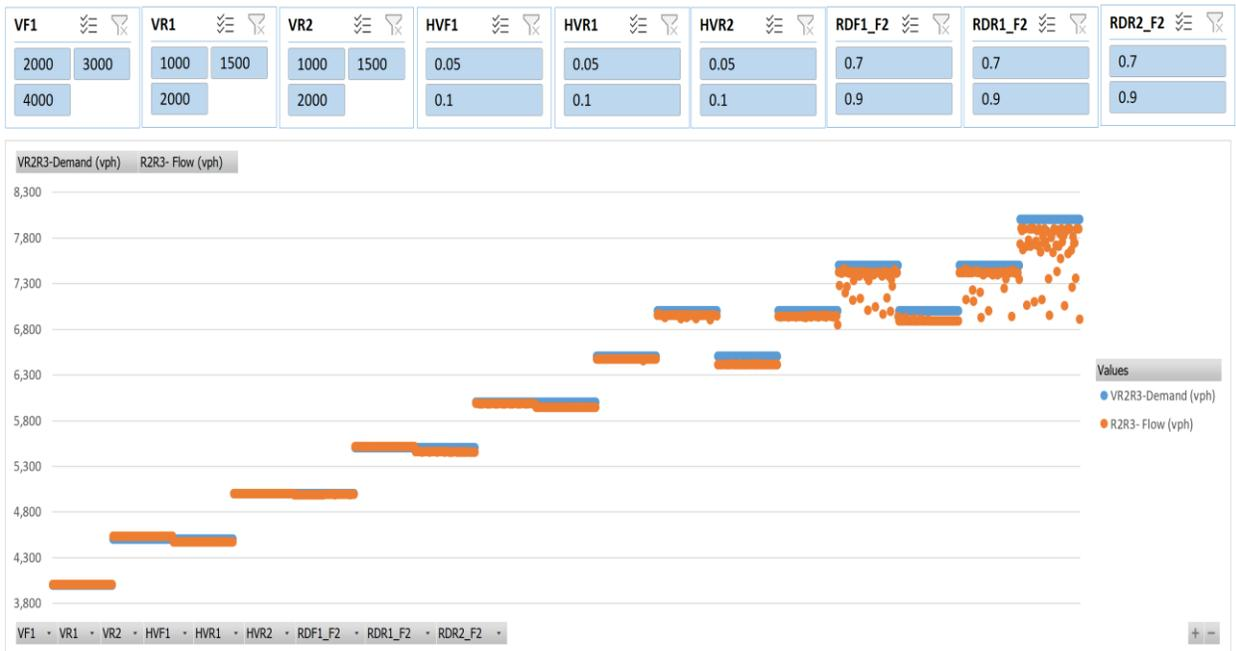 VF1 VR1 VR2 HVF1 HVR1 HVR2 RDF1_F2 RDR1_F2 RDR2_F2
2000 3000 1000 1500 1000 1500 0.05 0.05 0.05 0.7 0.7 0.7
4000 2000 2000 0.1 0.1 0.1 0.9 0.9 0.9
VR2R3-Demand (vph) R2R3- Flow (vph)
8,300
7,800
7,300
6,800
6,300
5,800
5,300
4,800
4,300
3,800
Values
VR2R3-Demand (vph)
R2R3- Flow (vph)
VF1 VR1 VR2 HVF1 HVR1 HVR2 RDF1_F2 RDR1_F2 RDR2_F2 + −